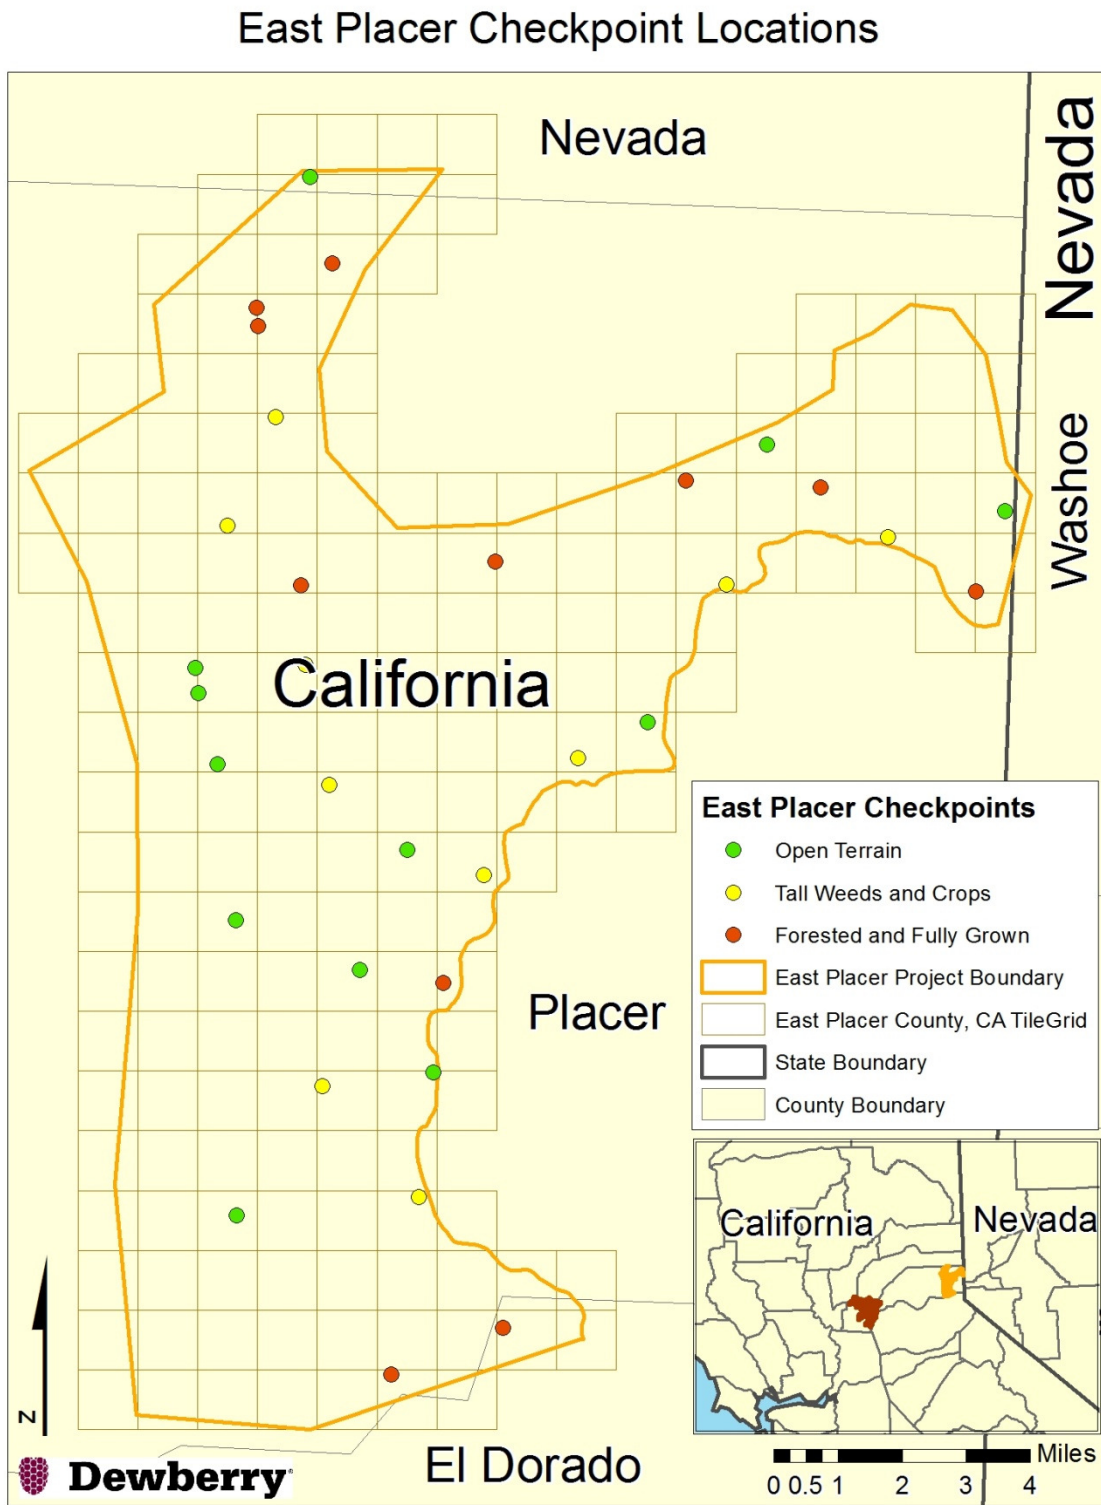 East Placer Checkpoint Locations
Nevada
Nevada
Washoe
California
East Placer Checkpoints
Open Terrain
Tall Weeds and Crops
Forested and Fully Grown
East Placer Project Boundary
East Placer County, CA TileGrid
State Boundary
County Boundary
Placer
California
Nevada
N
Dewberry
El Dorado
Miles
0 0.5 1 2 3 4